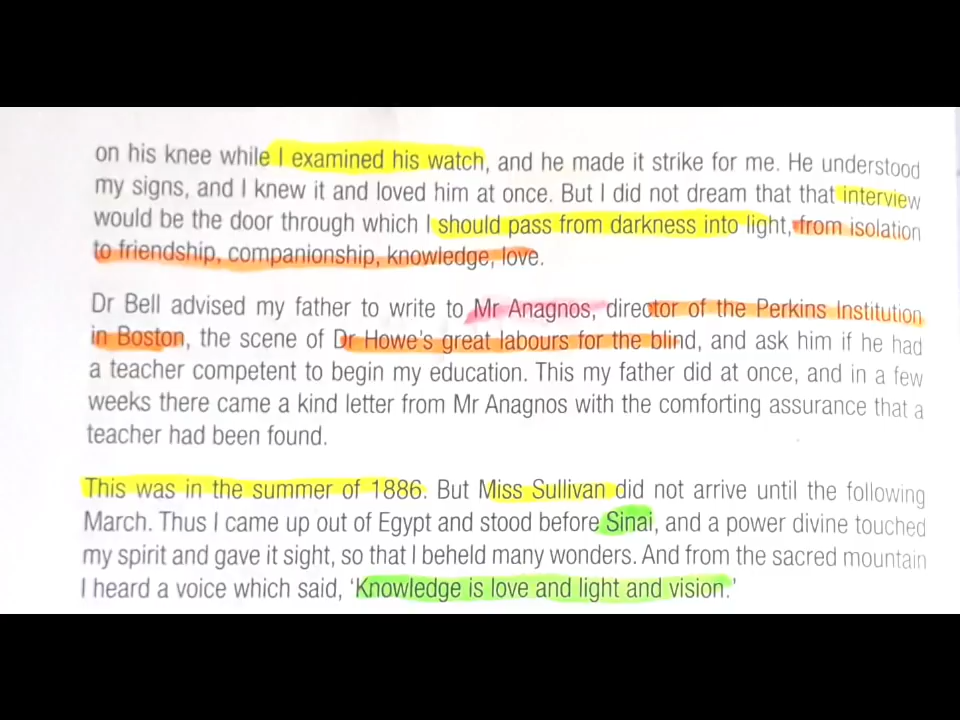 on his knee while I examined his watch, and he made it strike for me. He understood
my signs, and I knew it and loved him at once. But I did not dream that that interview
would be the door through which I should pass from darkness into light, from isolation
to friendship, companionship, knowledge, love.
Dr Bell advised my father to write to Mr Anagnos, director of the Perkins Institution
in Boston, the scene of Dr Howe's great labours for the blind, and ask him if he had
a teacher competent to begin my education. This my father did at once, and in a few
weeks there came a kind letter from Mr Anagnos with the comforting assurance that a
teacher had been found.
This was in the summer of 1886. But Miss Sullivan did not arrive until the following
March. Thus I came up out of Egypt and stood before Sinai, and a power divine touched
my spirit and gave it sight, so that I beheld many wonders. And from the sacred mountain
I heard a voice which said, 'Knowledge is love and light and vision.'